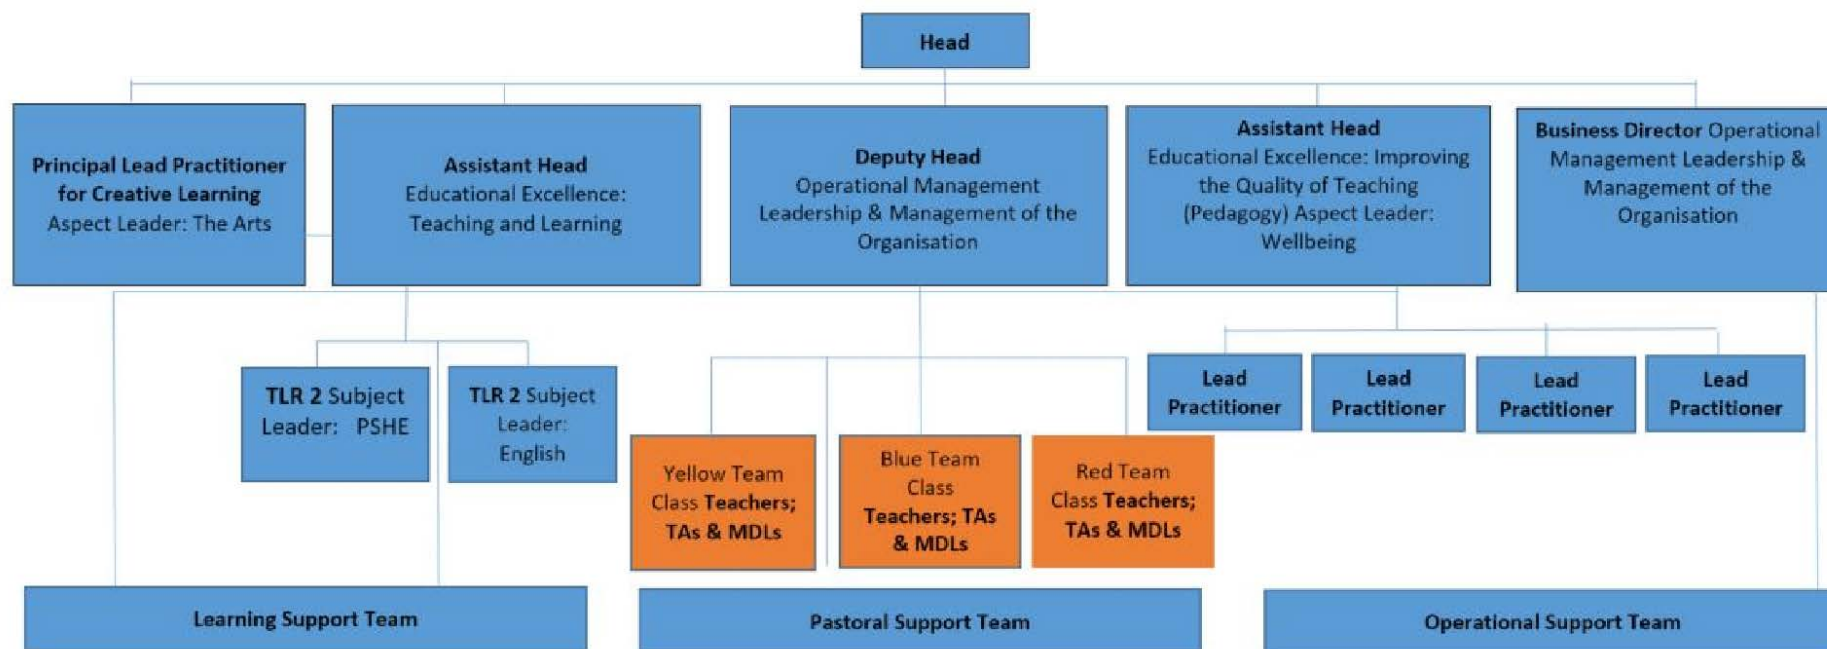 Head
Principal Lead Practitioner
for Creative Learning
Aspect Leader: The Arts
Assistant Head
Educational Excellence:
Teaching and Learning
Deputy Head
Operational Management
Leadership & Management of the
Organisation
Assistant Head
Educational Excellence: Improving
the Quality of Teaching
(Pedagogy) Aspect Leader:
Wellbeing
Business Director Operational
Management Leadership &
Management of the
Organisation
TLR 2 Subject
Leader: PSHE
TLR 2 Subject
Leader:
English
Yellow Team
Class Teachers;
TAs & MDLs
Blue Team
Class
Teachers; TAs
& MDLs
Red Team
Class Teachers;
TAs & MDLs
Lead
Practitioner
Lead
Practitioner
Lead
Practitioner
Lead
Practitioner
Learning Support Team
Pastoral Support Team
Operational Support Team